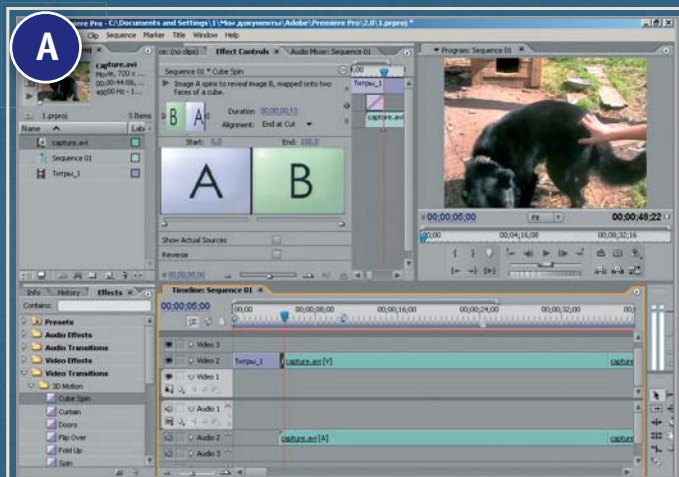 A
Premiere Pro - C:\Documents and Settings\1\Мои документы\Adobe\Premiere Pro\2.0\1.prproj *
Clip Sequence Marker Title Window Help
ce: (no clips) Effect Controls × Audio Mixer: Sequence 01
Program: Sequence 01 ×
capture.avi
Movie, 720 x ...
00;00:44:06, ...
48000 Hz - 1...
1.prproj 3 Items
Name Lab
capture.avi
Sequence 01
Титры_1
Sequence 01 * Cube Spin
Image A spins to reveal image B, mapped onto two faces of a cube.
B A
Duration 00;00;00;13
Alignment: End at Cut
Start: 0,0 End: 100,0
A B
Show Actual Sources
Reverse
00;00;05;00
;00
Титры_1
capture.avi
00;00;05;00 Fit 00;00;48;22
0;00 00;04;16;08 00;08;32;16
Info History Effects ×
Contains:
Presets
Audio Effects
Audio Transitions
Video Effects
Video Transitions
3D Motion
Cube Spin
Curtain
Doors
Flip Over
Fold Up
Spin
Timeline: Sequence 01 ×
00;00;05;00
00;00 00;00;08;00 00;00;16;00 00;00;24;00 00;00;32;00 00;
Video 3
Video 2 Титры_1 capture.avi [V] capture
Video 1
Audio 1
Audio 2 capture.avi [A] capture
Audio 3